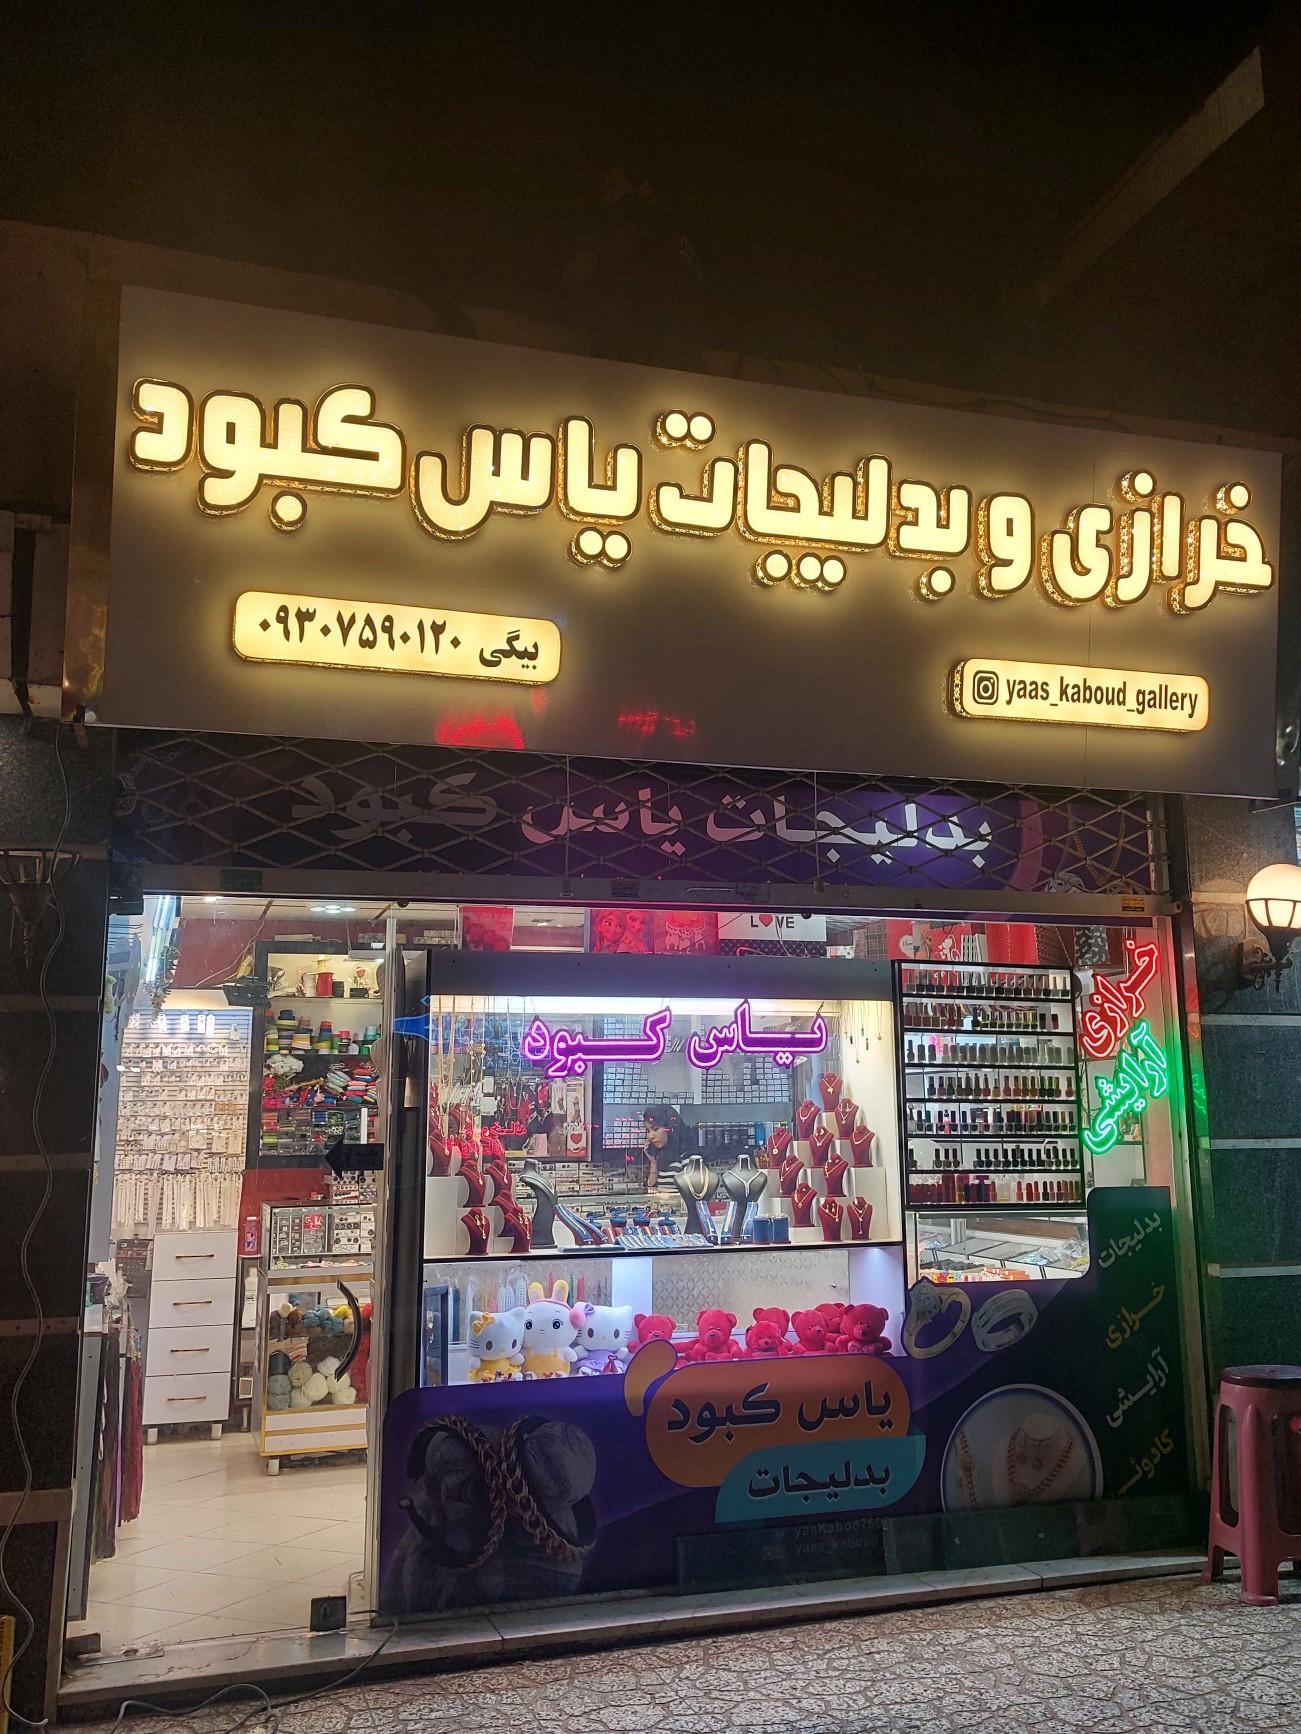 خرازی و بدلیجات یاس کبود
بیگی ۰۹۳۰۷۵۹۰۱۲۰
yaas_kaboud_gallery
بدلیجات یاس کبود
LOVE
یاس کبود
خرازی
آرایشی
بدلیجات
خرازی
آرایشی
کادوئی
یاس کبود
بدلیجات